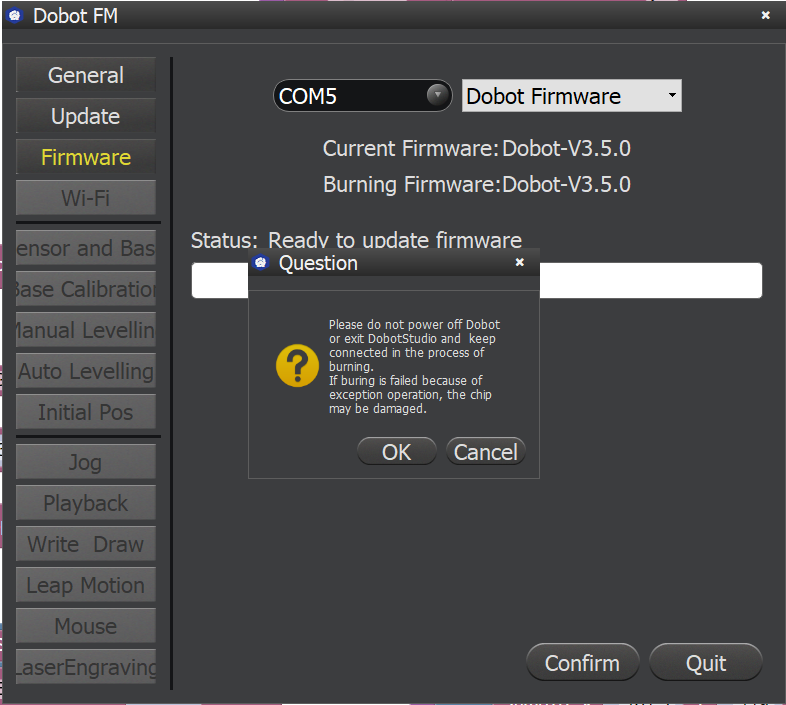 Dobot FM
General
Update
Firmware
Wi-Fi
ensor and Bas
Base Calibration
Manual Levellin
Auto Levelling
Initial Pos
Jog
Playback
Write Draw
Leap Motion
Mouse
LaserEngraving
COM5
Dobot Firmware
Current Firmware:Dobot-V3.5.0
Burning Firmware:Dobot-V3.5.0
Status: Ready to update firmware
Question
Please do not power off Dobot
or exit DobotStudio and keep
connected in the process of
burning.
If buring is failed because of
exception operation, the chip
may be damaged.
OK
Cancel
Confirm
Quit